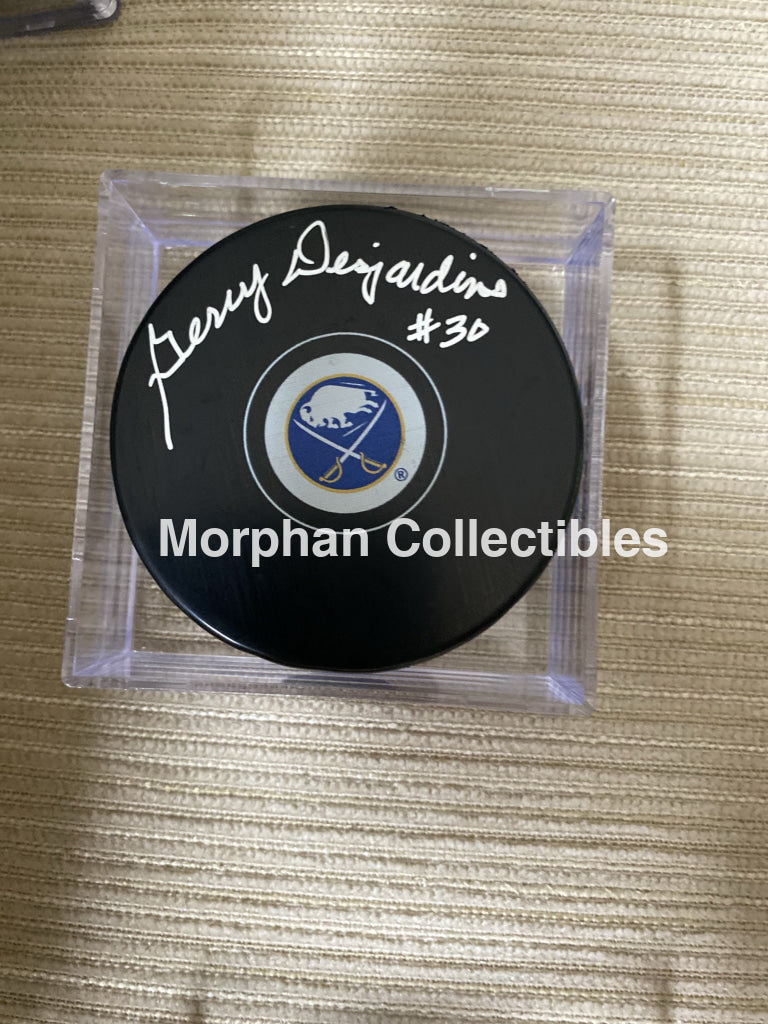 Gerry Desjardins
#30
®
Morphan Collectibles